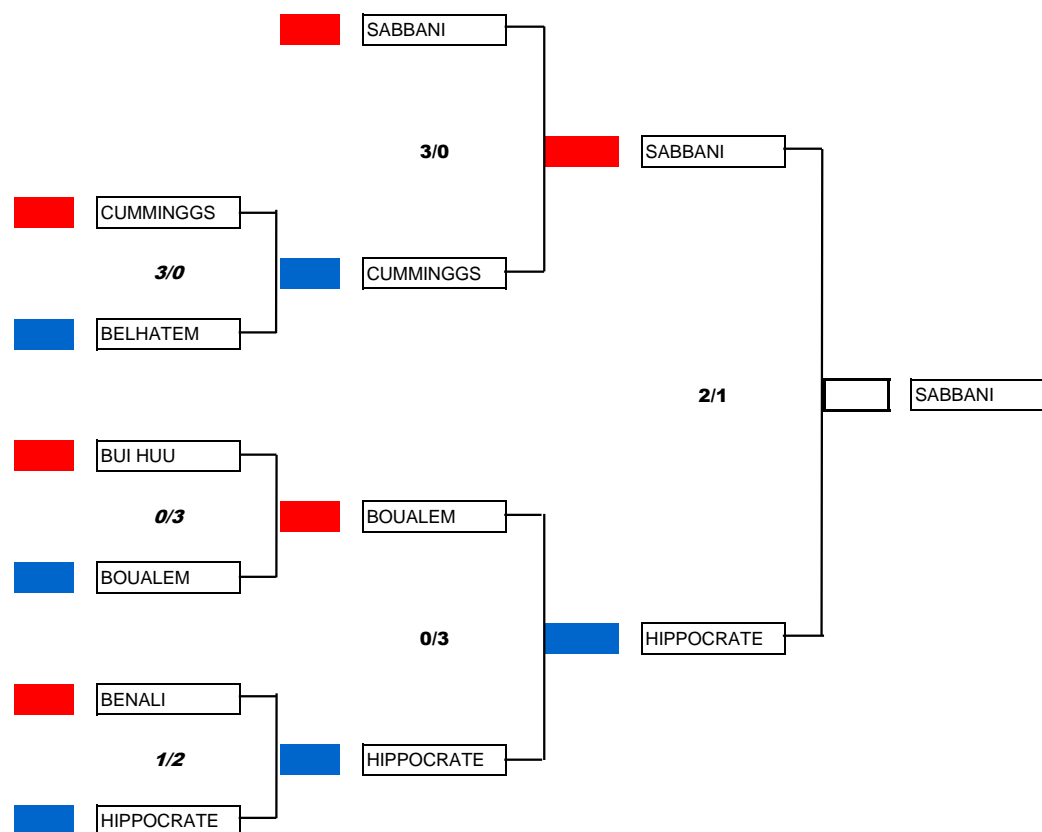 SABBANI
3/0
SABBANI
CUMMINGGS
3/0
CUMMINGGS
BELHATEM
2/1
SABBANI
BUI HUU
0/3
BOUALEM
BOUALEM
0/3
HIPPOCRATE
BENALI
1/2
HIPPOCRATE
HIPPOCRATE